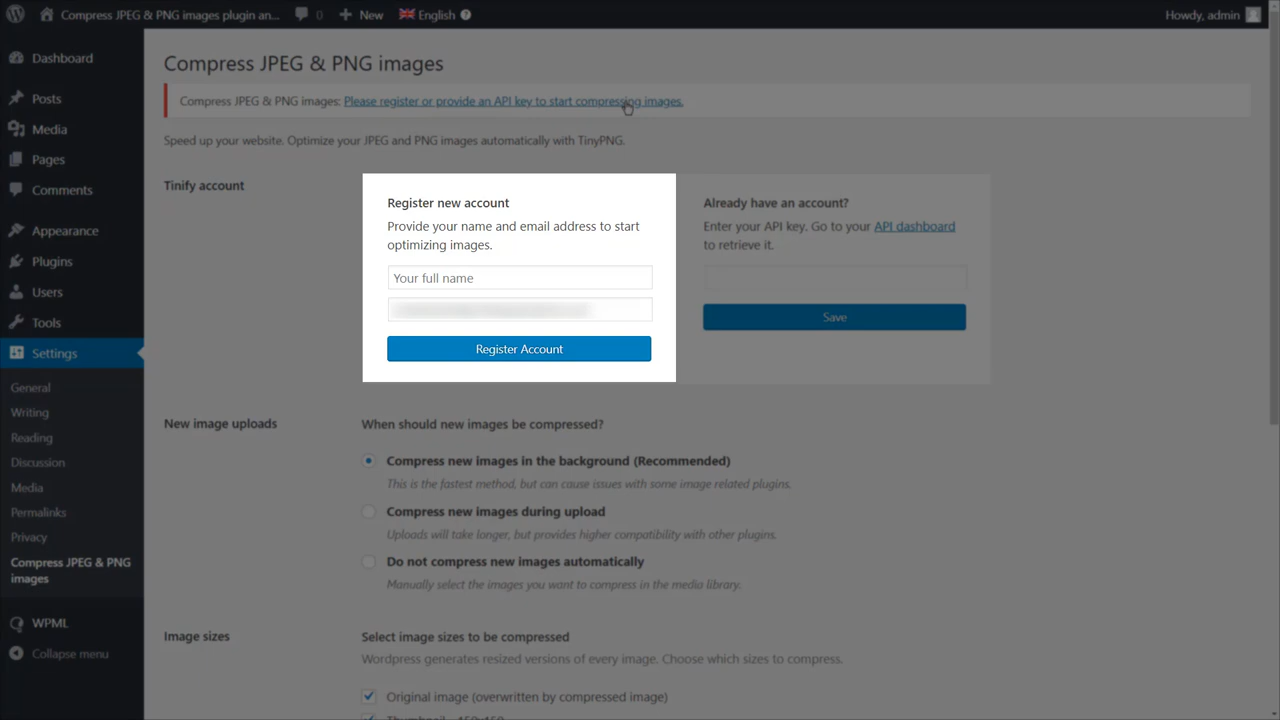 Compress JPEG & PNG images plugin an...
0
New
English
Howdy, admin
Dashboard
Posts
Media
Pages
Comments
Appearance
Plugins
Users
Tools
Settings
General
Writing
Reading
Discussion
Media
Permalinks
Privacy
Compress JPEG & PNG
images
WPML
Collapse menu
Compress JPEG & PNG images
Compress JPEG & PNG images: Please register or provide an API key to start compressing images.
Speed up your website. Optimize your JPEG and PNG images automatically with TinyPNG.
Tinify account
Register new account
Provide your name and email address to start
optimizing images.
Your full name
Register Account
Already have an account?
Enter your API key. Go to your API dashboard
to retrieve it.
Save
New image uploads
When should new images be compressed?
Compress new images in the background (Recommended)
This is the fastest method, but can cause issues with some image related plugins.
Compress new images during upload
Uploads will take longer, but provides higher compatibility with other plugins.
Do not compress new images automatically
Manually select the images you want to compress in the media library.
Image sizes
Select image sizes to be compressed
Wordpress generates resized versions of every image. Choose which sizes to compress.
Original image (overwritten by compressed image)
Thumbnail - 150x150